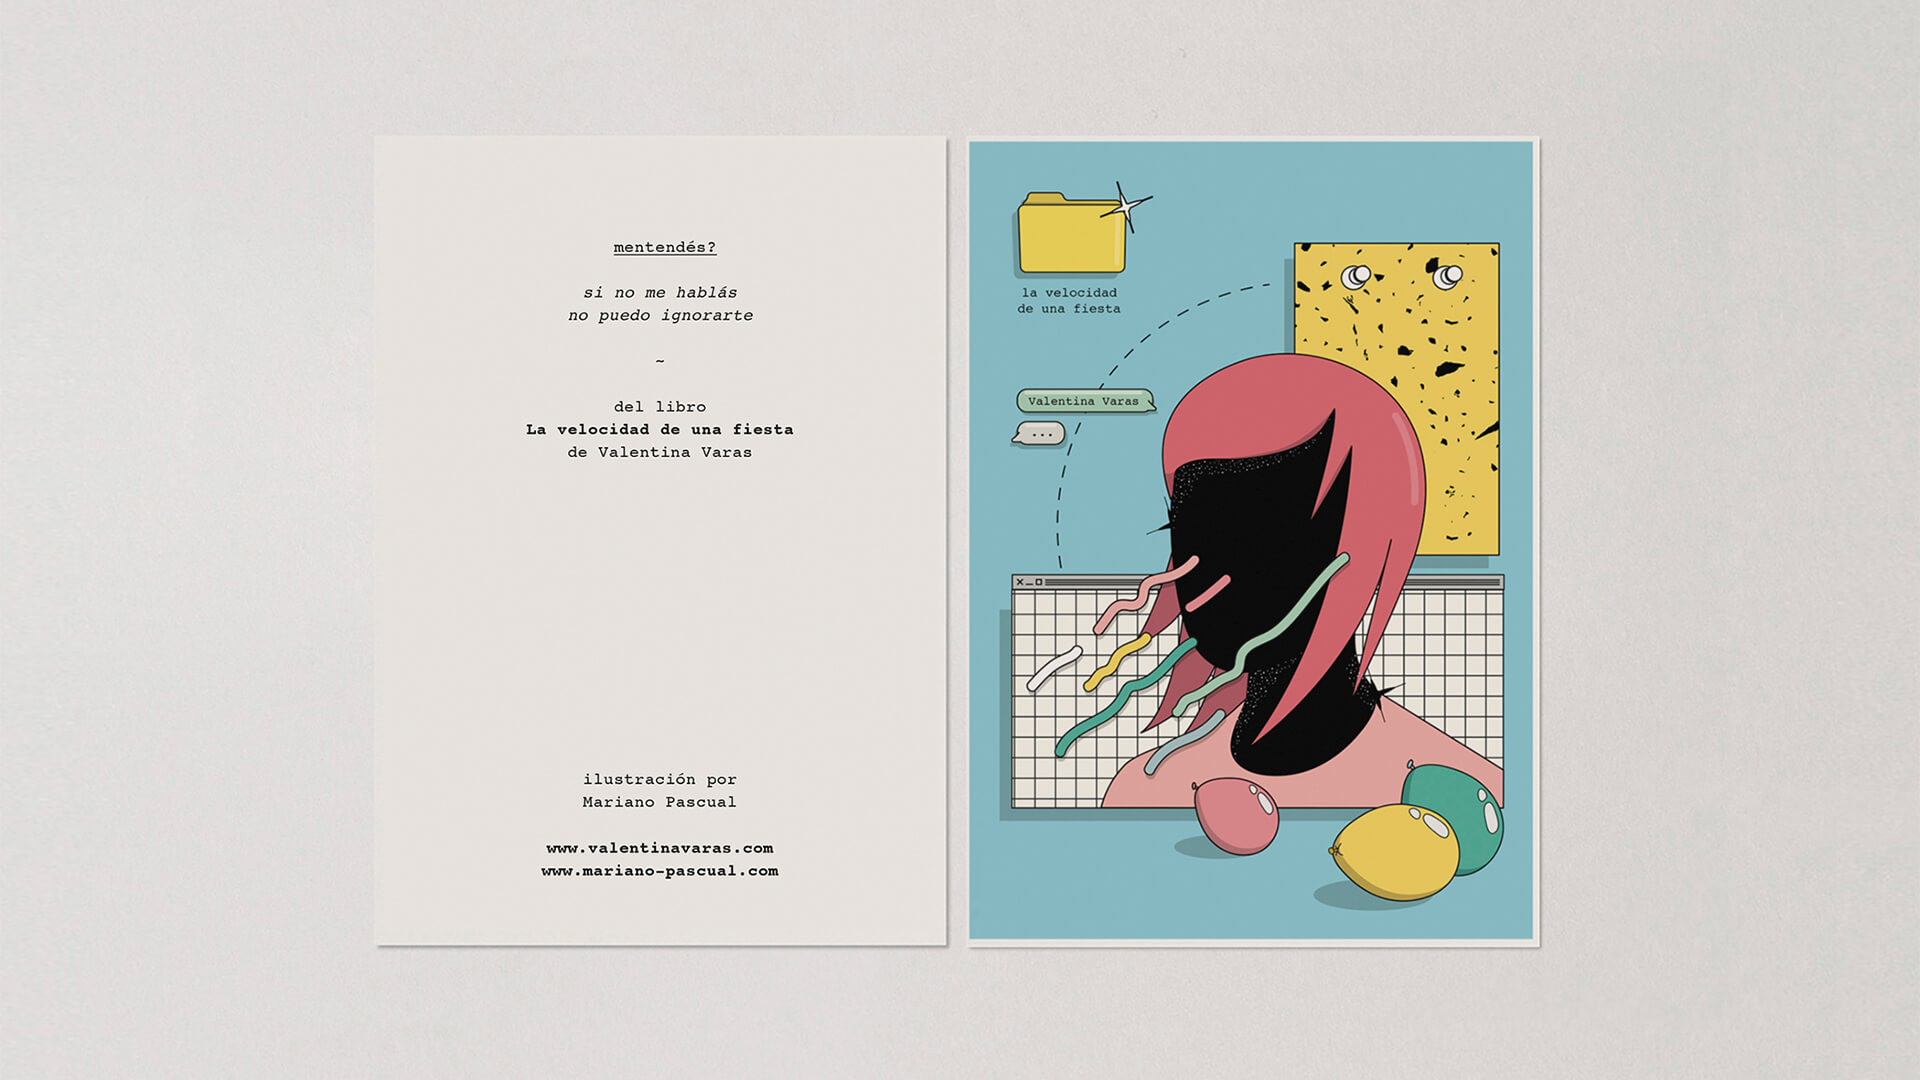 mentendés?
si no me hablás
no puedo ignorarte
~
del libro
La velocidad de una fiesta
de Valentina Varas
ilustración por
Mariano Pascual
www.valentinavaras.com
www.mariano-pascual.com
la velocidad
de una fiesta
Valentina Varas
...